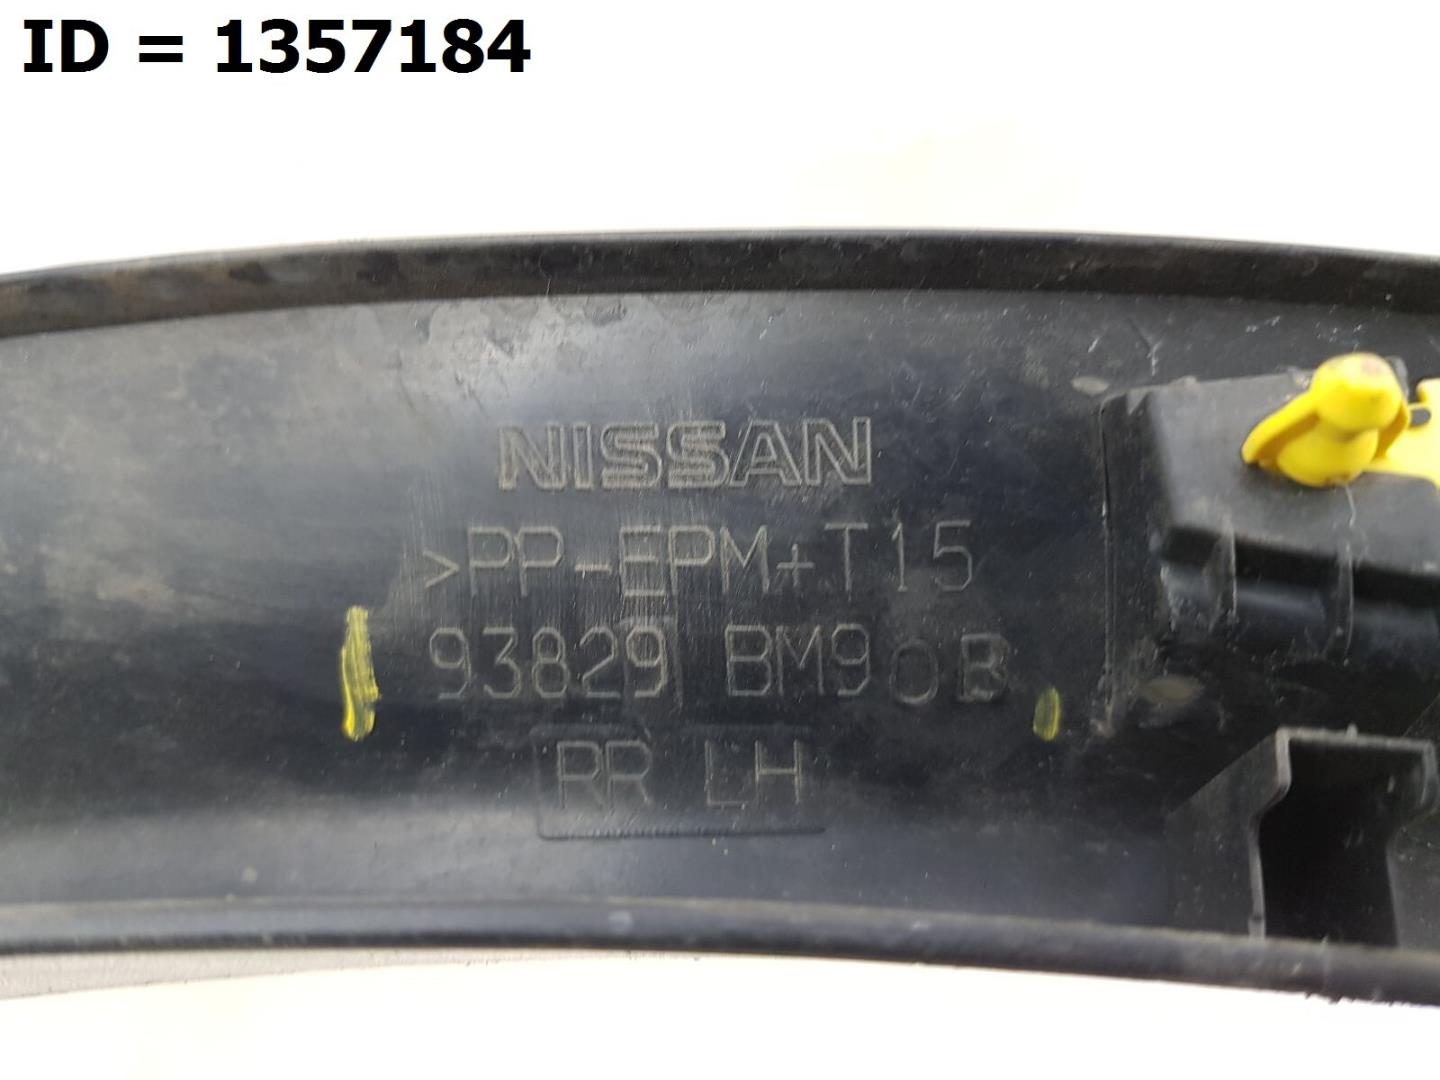 ID = 1357184
NISSAN
>PP-EPM+T15
93829 BM90B
RR LH